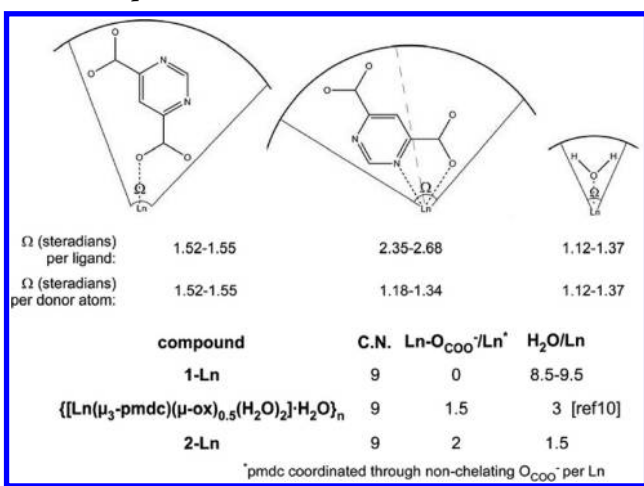 O O N N O O Ω Ln
O O N N O O Ω Ln
H H O Ω Ln
Ω (steradians) per ligand: 1.52-1.55 2.35-2.68 1.12-1.37
Ω (steradians) per donor atom: 1.52-1.55 1.18-1.34 1.12-1.37
compound C.N. Ln-O_COO⁻/Ln* H₂O/Ln
1-Ln 9 0 8.5-9.5
{[Ln(μ₃-pmdc)(μ-ox)₀.₅(H₂O)₂]·H₂O}ₙ 9 1.5 3 [ref10]
2-Ln 9 2 1.5
*pmdc coordinated through non-chelating O_COO⁻ per Ln